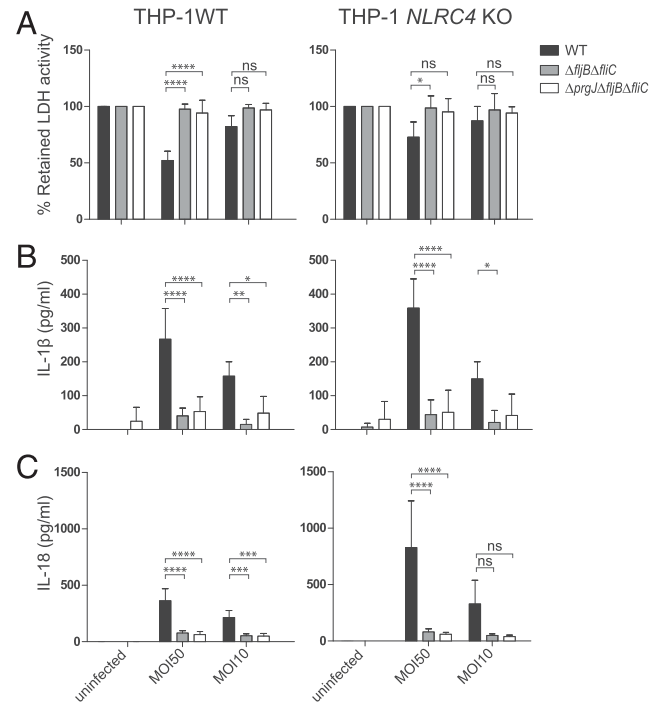 A
THP-1WT
THP-1 NLRC4 KO
WT
ΔfljBΔfliC
ΔprgJΔfljBΔfliC
% Retained LDH activity
150
100
50
0
****
****
ns
ns
150
100
50
0
ns
*
ns
ns
B
IL-1β (pg/ml)
500
400
300
200
100
0
****
****
*
**
500
400
300
200
100
0
****
****
*
C
IL-18 (pg/ml)
1500
1000
500
0
****
****
***
***
1500
1000
500
0
****
****
ns
ns
uninfected
MOI50
MOI10
uninfected
MOI50
MOI10